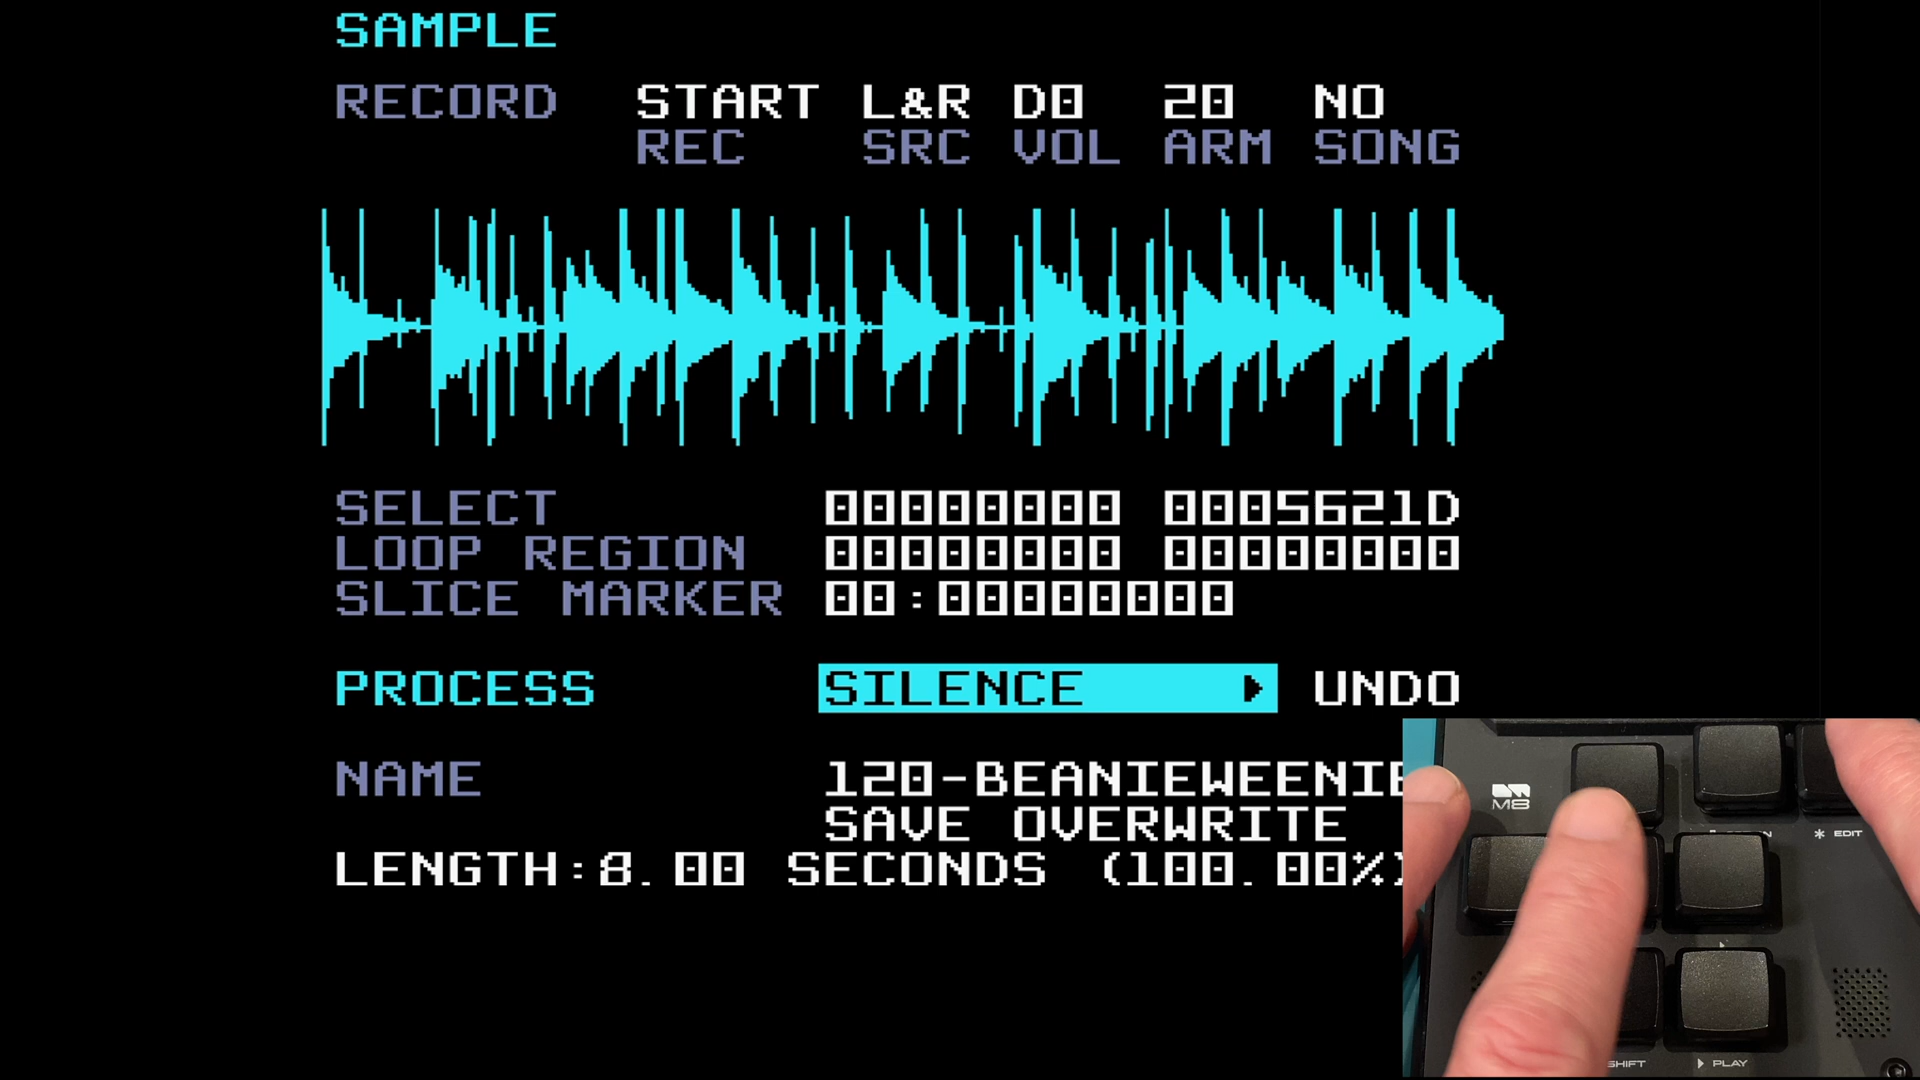 SAMPLE
RECORD START L&R D0 20 NO
REC SRC VOL ARM SONG
SELECT 00000000 0005621D
LOOP REGION 00000000 00000000
SLICE MARKER 00:00000000
PROCESS SILENCE UNDO
NAME 120-BEANIEWEENIE
SAVE OVERWRITE
LENGTH:8.00 SECONDS (100.00%)
M8
* EDIT
SHIFT
PLAY